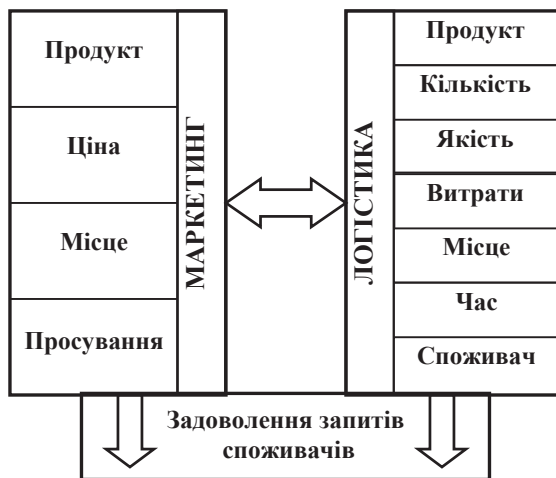 Продукт
Ціна
Місце
Просування
МАРКЕТИНГ
ЛОГІСТИКА
Продукт
Кількість
Якість
Витрати
Місце
Час
Споживач
Задоволення запитів
споживачів